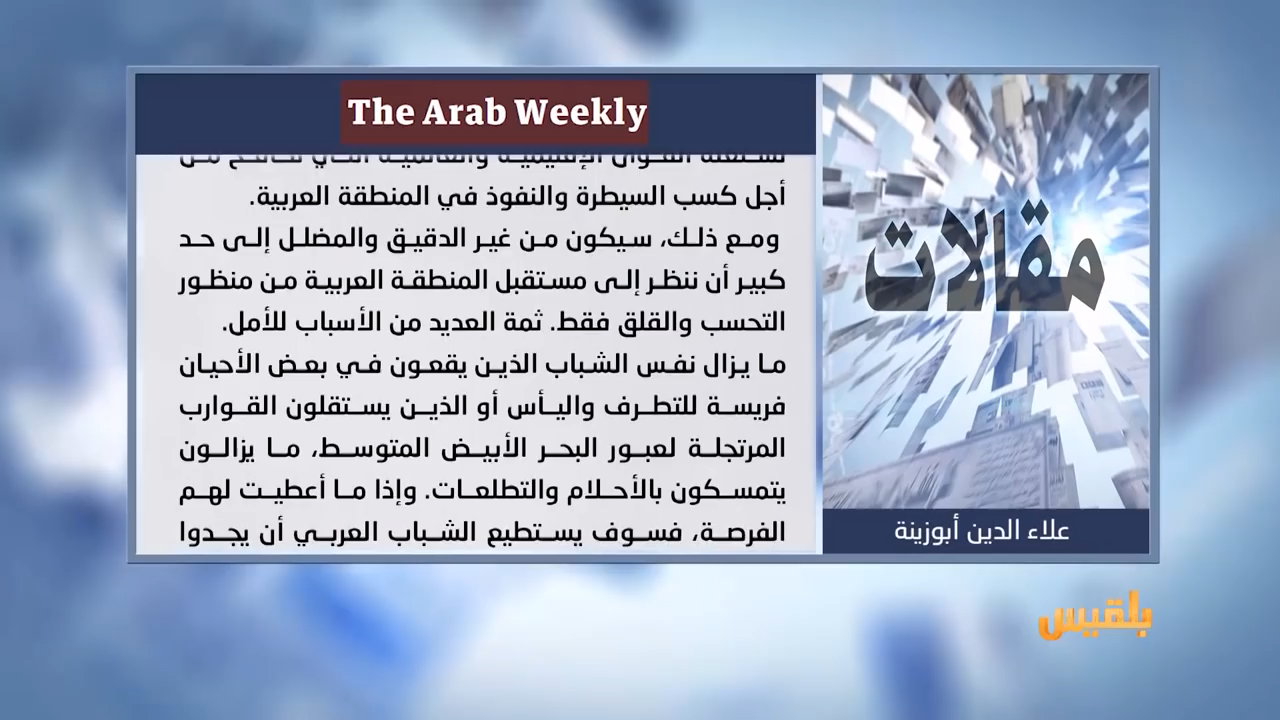 The Arab Weekly
أجل كسب السيطرة والنفوذ في المنطقة العربية.
ومع ذلك، سيكون من غير الدقيق والمضلل إلى حد
كبير أن ننظر إلى مستقبل المنطقة العربية من منظور
التحسب والقلق فقط. ثمة العديد من الأسباب للأمل.
ما يزال نفس الشباب الذين يقعون في بعض الأحيان
فريسة للتطرف واليأس أو الذين يستقلون القوارب
المرتجلة لعبور البحر الأبيض المتوسط، ما يزالون
يتمسكون بالأحلام والتطلعات. وإذا ما أعطيت لهم
الفرصة، فسوف يستطيع الشباب العربي أن يجدوا
مقالات
علاء الدين أبوزينة
بلقيس